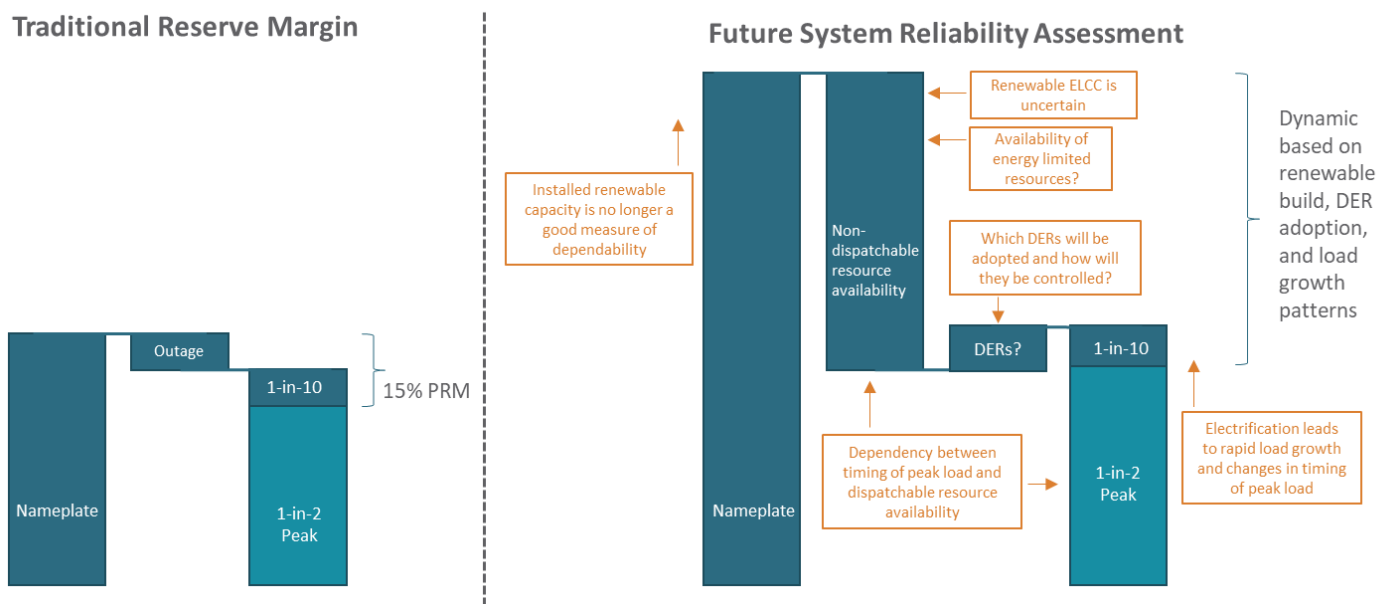 Traditional Reserve Margin
Nameplate
Outage
1-in-10
1-in-2
Peak
15% PRM
Future System Reliability Assessment
Installed renewable
capacity is no longer a
good measure of
dependability
Nameplate
Non-
dispatchable
resource
availability
Renewable ELCC is
uncertain
Availability of
energy limited
resources?
Which DERs will be
adopted and how will
they be controlled?
DERs?
1-in-10
1-in-2
Peak
Dependency between
timing of peak load and
dispatchable resource
availability
Electrification leads
to rapid load growth
and changes in timing
of peak load
Dynamic
based on
renewable
build, DER
adoption,
and load
growth
patterns